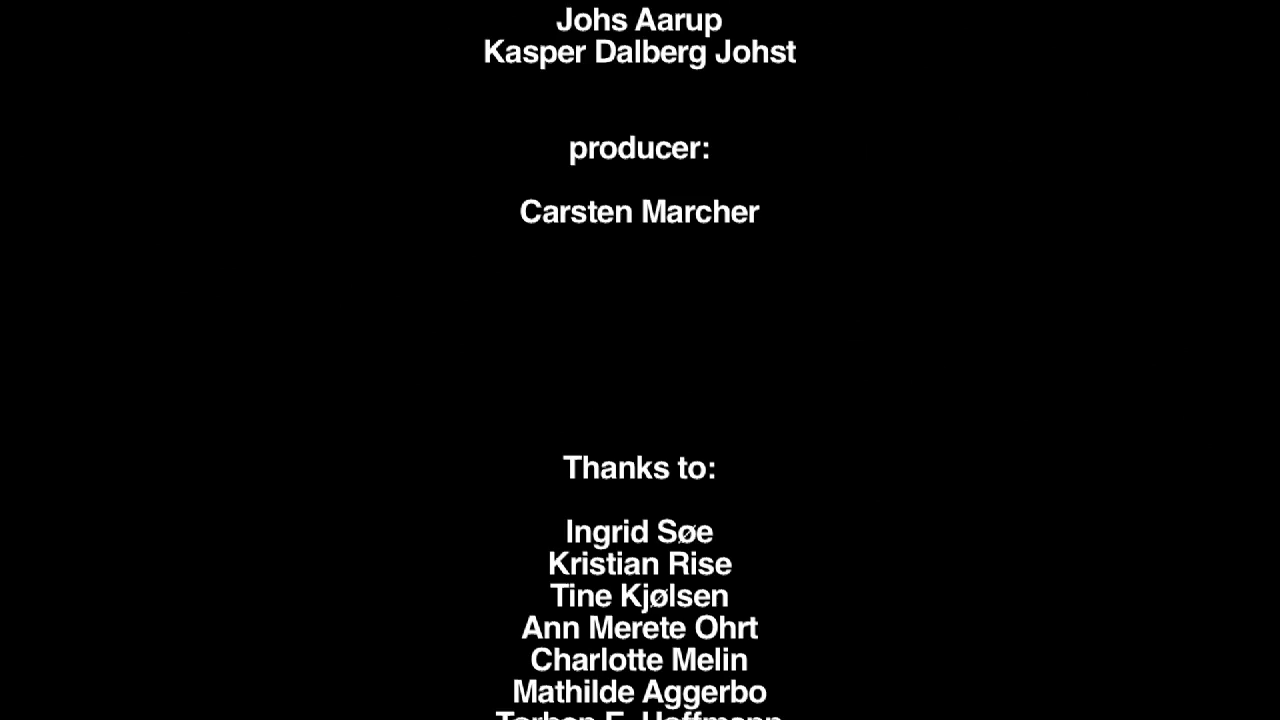 Johs Aarup
Kasper Dalberg Johst
producer:
Carsten Marcher
Thanks to:
Ingrid Søe
Kristian Rise
Tine Kjølsen
Ann Merete Ohrt
Charlotte Melin
Mathilde Aggerbo